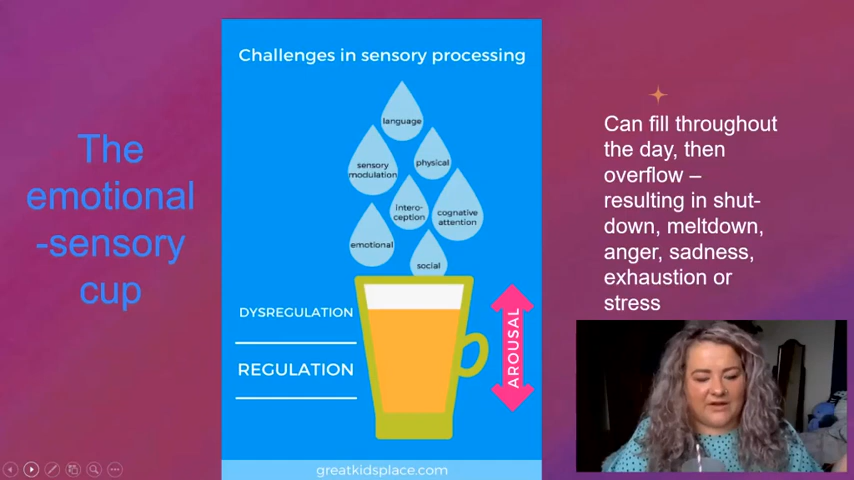 The
emotional
-sensory
cup
Challenges in sensory processing
language
sensory
modulation
physical
intero-
ception
cognitive
attention
emotional
social
DYSREGULATION
REGULATION
AROUSAL
greatkidsplace.com
Can fill throughout
the day, then
overflow –
resulting in shut-
down, meltdown,
anger, sadness,
exhaustion or
stress